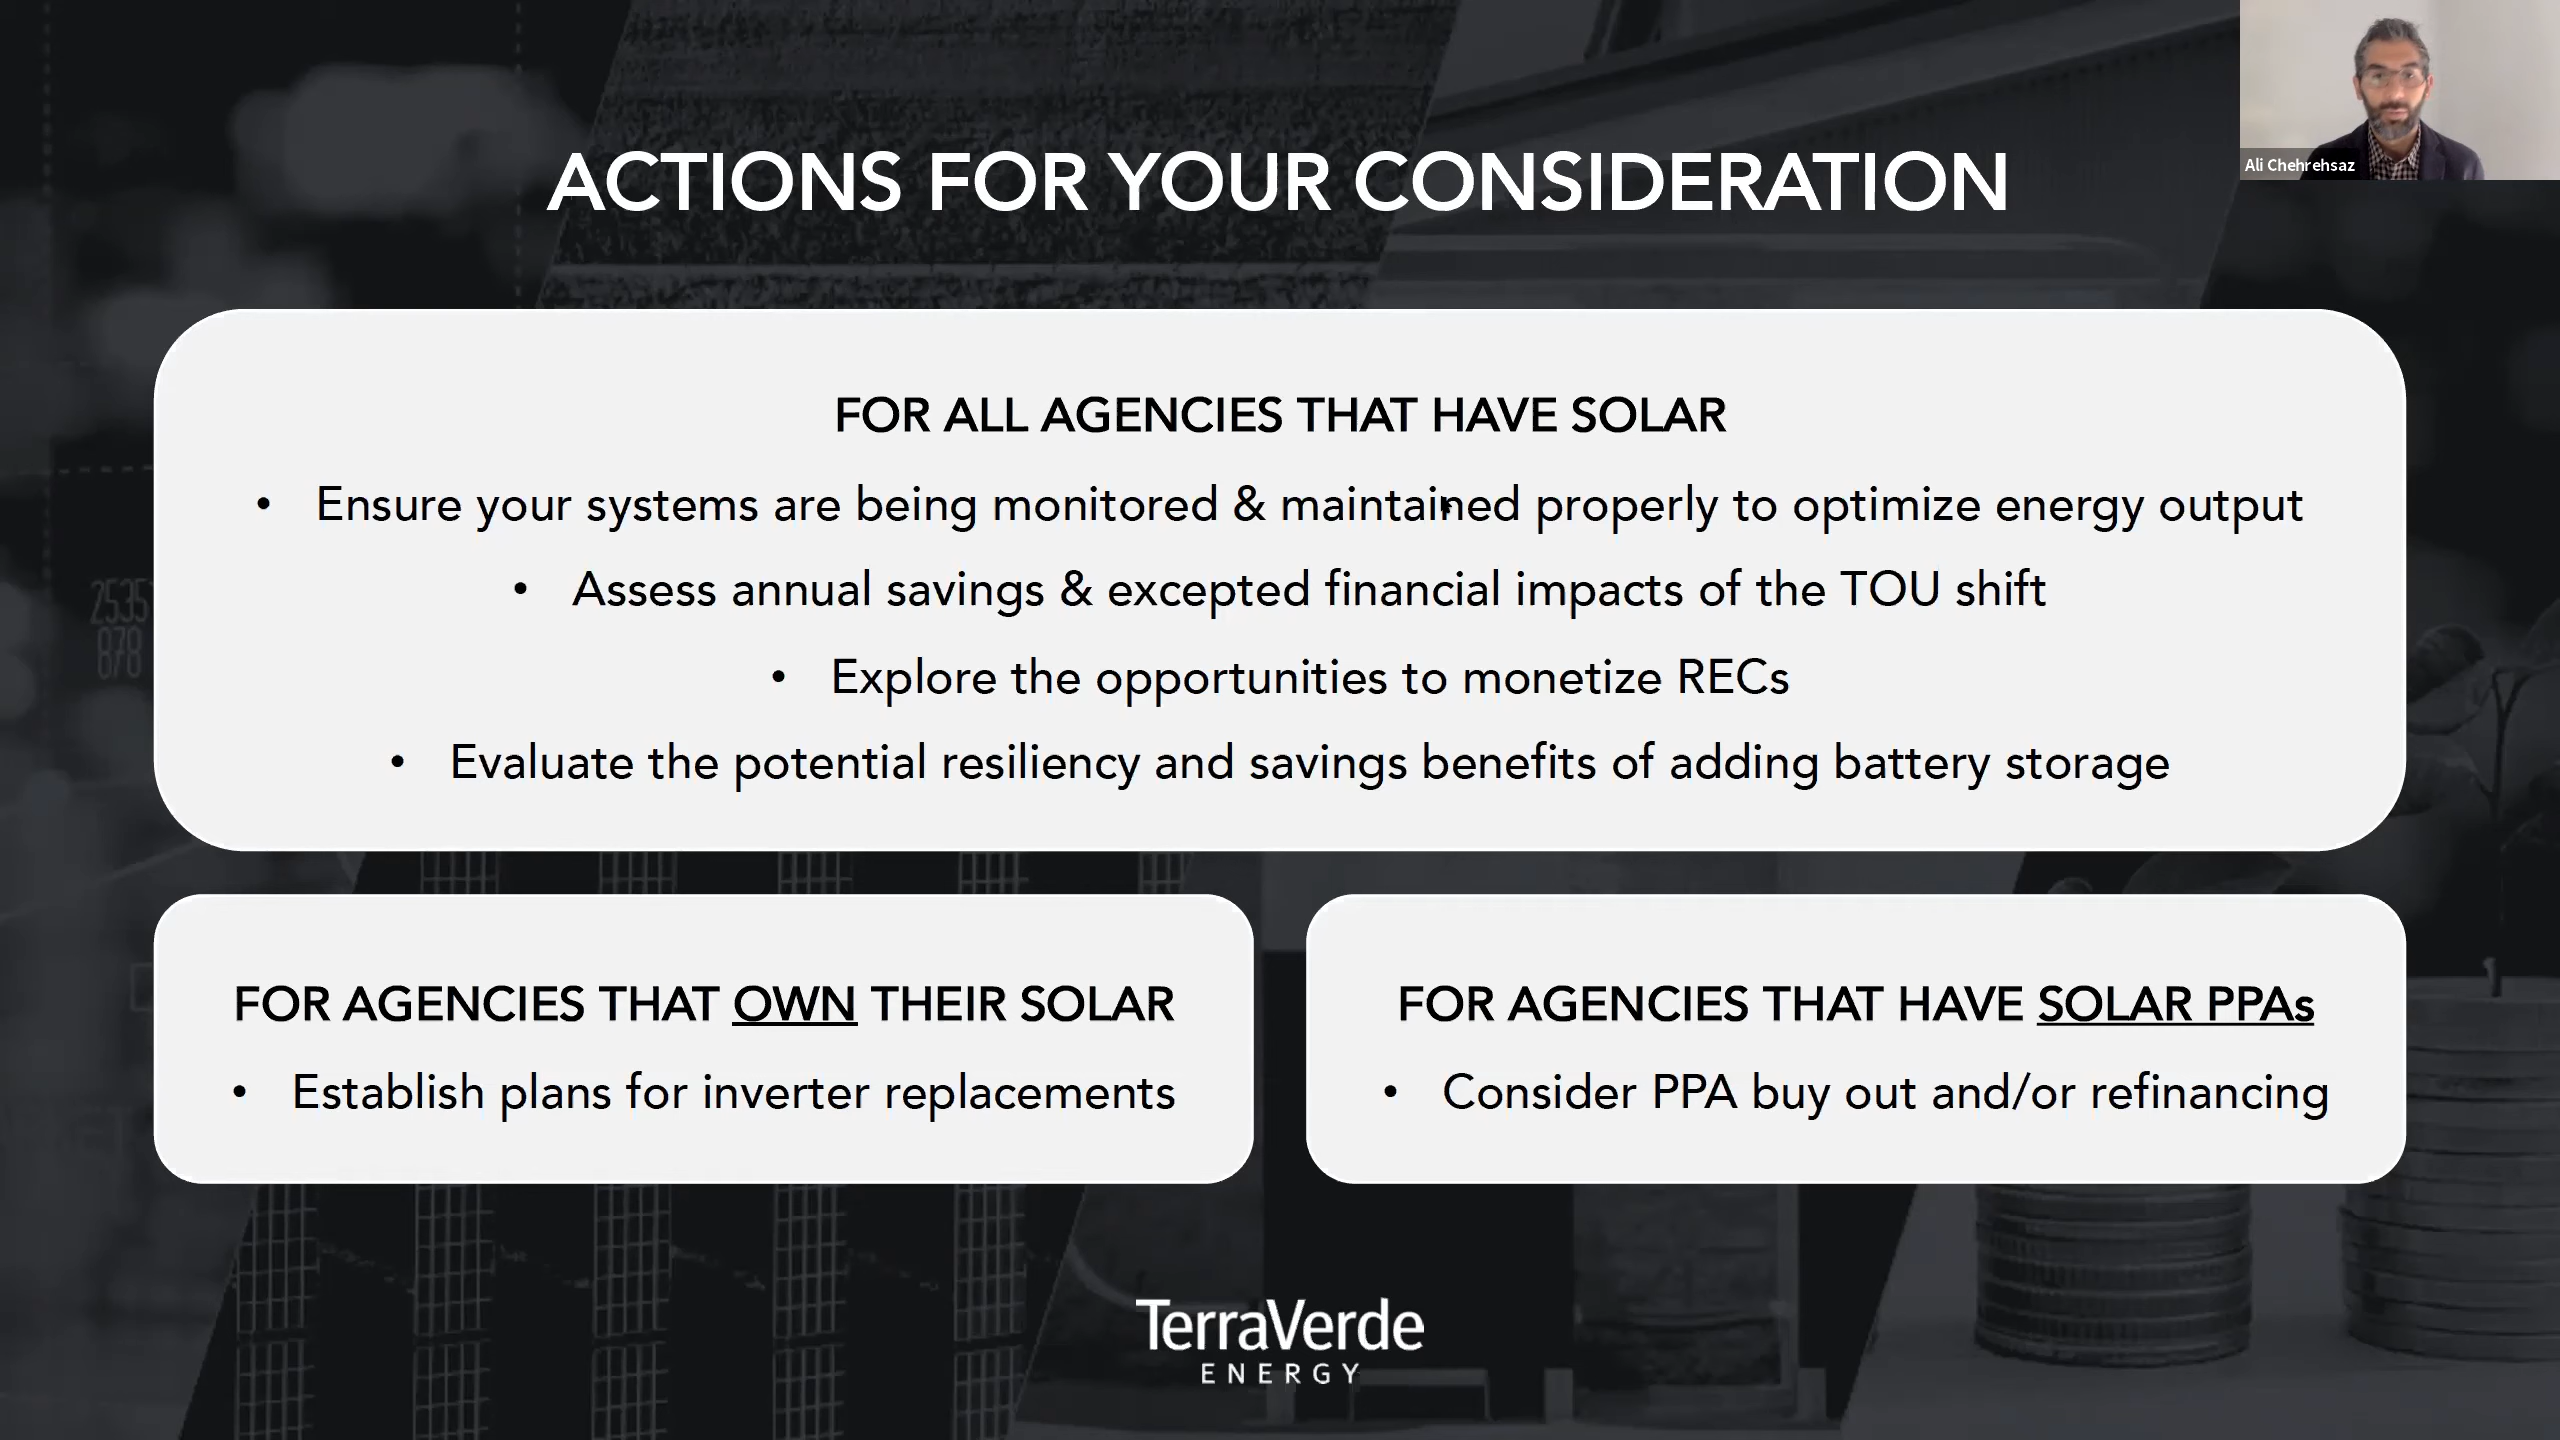 ACTIONS FOR YOUR CONSIDERATION
Ali Chehrehsaz
FOR ALL AGENCIES THAT HAVE SOLAR
• Ensure your systems are being monitored & maintained properly to optimize energy output
• Assess annual savings & excepted financial impacts of the TOU shift
• Explore the opportunities to monetize RECs
• Evaluate the potential resiliency and savings benefits of adding battery storage
2535
878
FOR AGENCIES THAT OWN THEIR SOLAR
• Establish plans for inverter replacements
FOR AGENCIES THAT HAVE SOLAR PPAs
• Consider PPA buy out and/or refinancing
TerraVerde
ENERGY